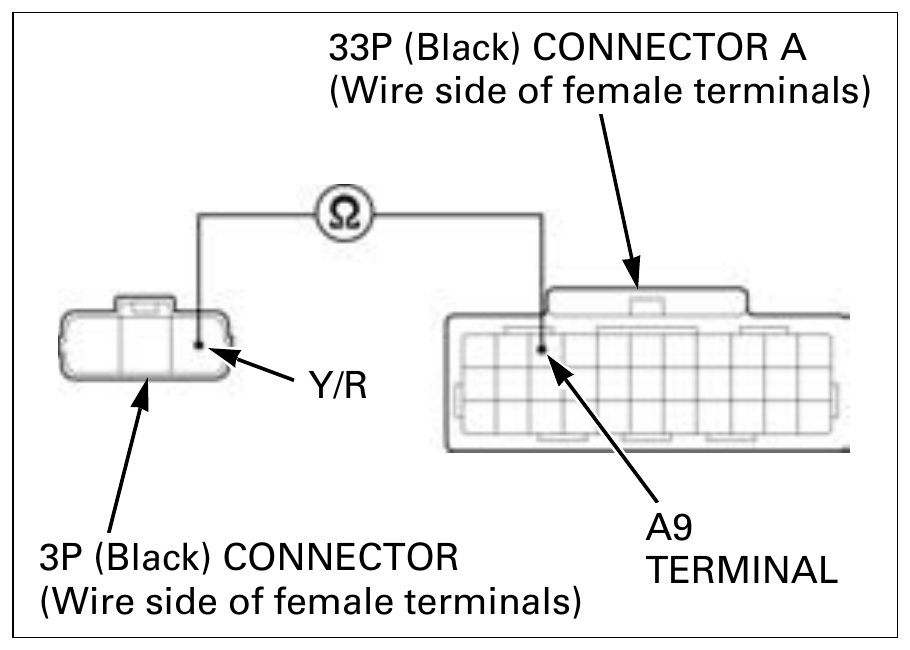 33P (Black) CONNECTOR A
(Wire side of female terminals)
Ω
Y/R
A9
TERMINAL
3P (Black) CONNECTOR
(Wire side of female terminals)